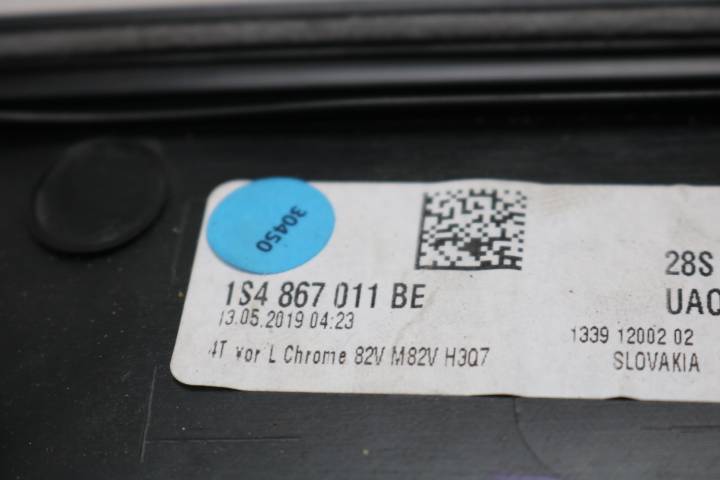 30450
28S
1S4 867 011 BE
UAQ
13.05.2019 04:23
1339 12002 02
4T vor L Chrome 82V M82V H3Q7
SLOVAKIA